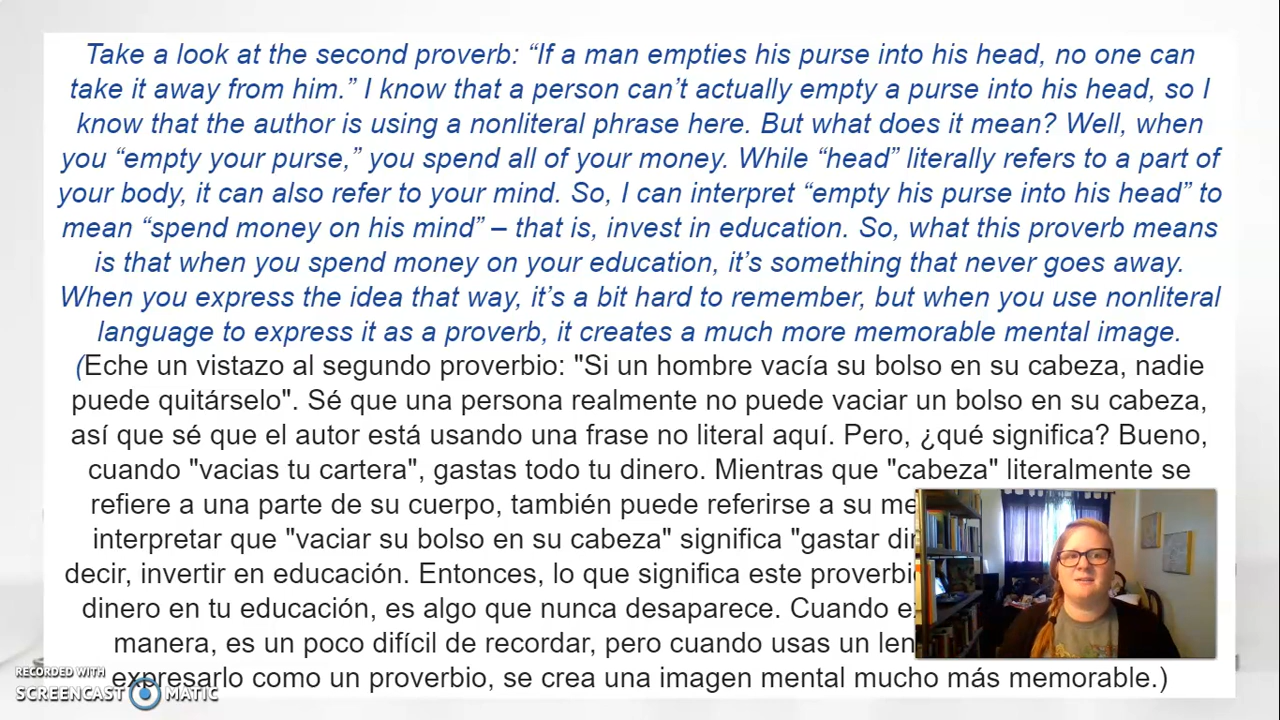 Take a look at the second proverb: “If a man empties his purse into his head, no one can
take it away from him.” I know that a person can’t actually empty a purse into his head, so I
know that the author is using a nonliteral phrase here. But what does it mean? Well, when
you “empty your purse,” you spend all of your money. While “head” literally refers to a part of
your body, it can also refer to your mind. So, I can interpret “empty his purse into his head” to
mean “spend money on his mind” – that is, invest in education. So, what this proverb means
is that when you spend money on your education, it’s something that never goes away.
When you express the idea that way, it’s a bit hard to remember, but when you use nonliteral
language to express it as a proverb, it creates a much more memorable mental image.
(Eche un vistazo al segundo proverbio: "Si un hombre vacía su bolso en su cabeza, nadie
puede quitárselo". Sé que una persona realmente no puede vaciar un bolso en su cabeza,
así que sé que el autor está usando una frase no literal aquí. Pero, ¿qué significa? Bueno,
cuando "vacias tu cartera", gastas todo tu dinero. Mientras que "cabeza" literalmente se
refiere a una parte de su cuerpo, también puede referirse a su
interpretar que "vaciar su bolso en su cabeza" significa "gastar
decir, invertir en educación. Entonces, lo que significa este
dinero en tu educación, es algo que nunca desaparece. Cuando
manera, es un poco difícil de recordar, pero cuando usas un
expresarlo como un proverbio, se crea una imagen mental mucho más memorable.)
RECORDED WITH
SCREENCAST MATIC